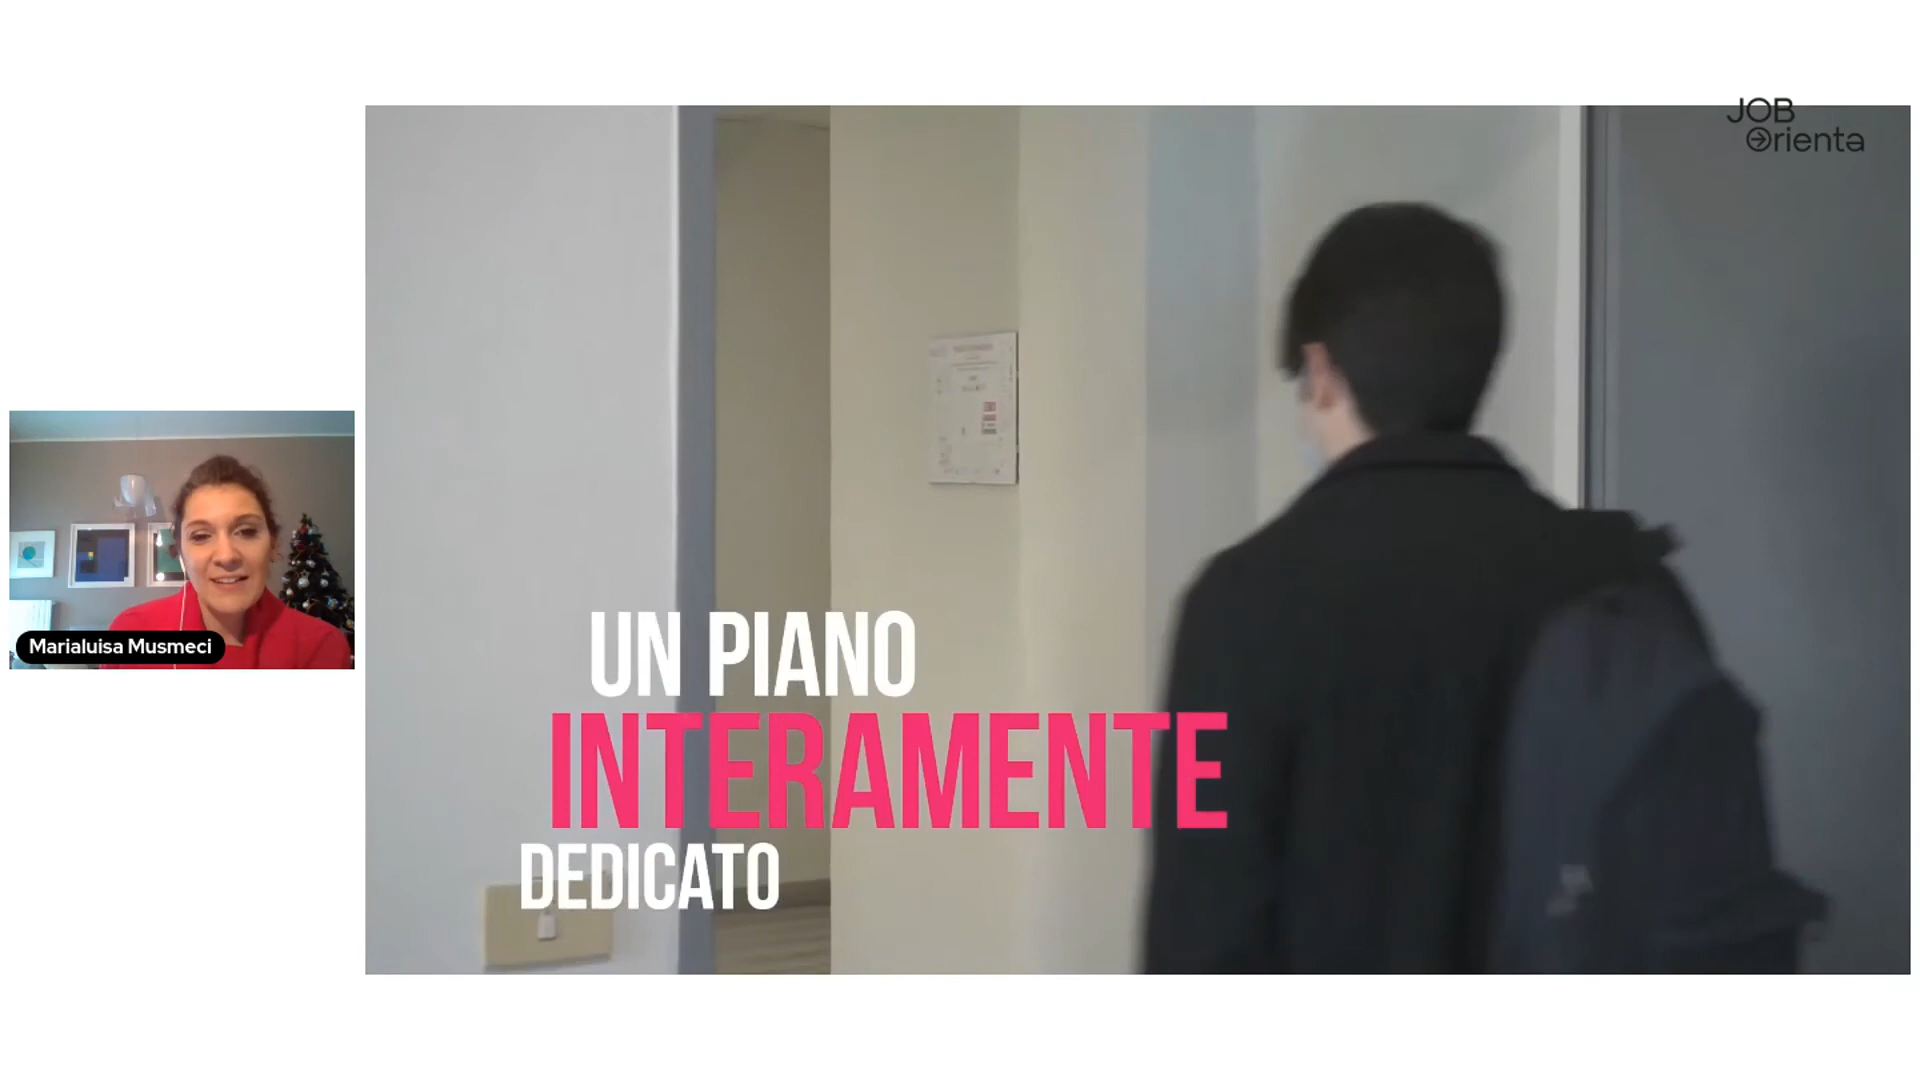 JOB
Orienta
Marialuisa Musmeci
UN PIANO
INTERAMENTE
DEDICATO